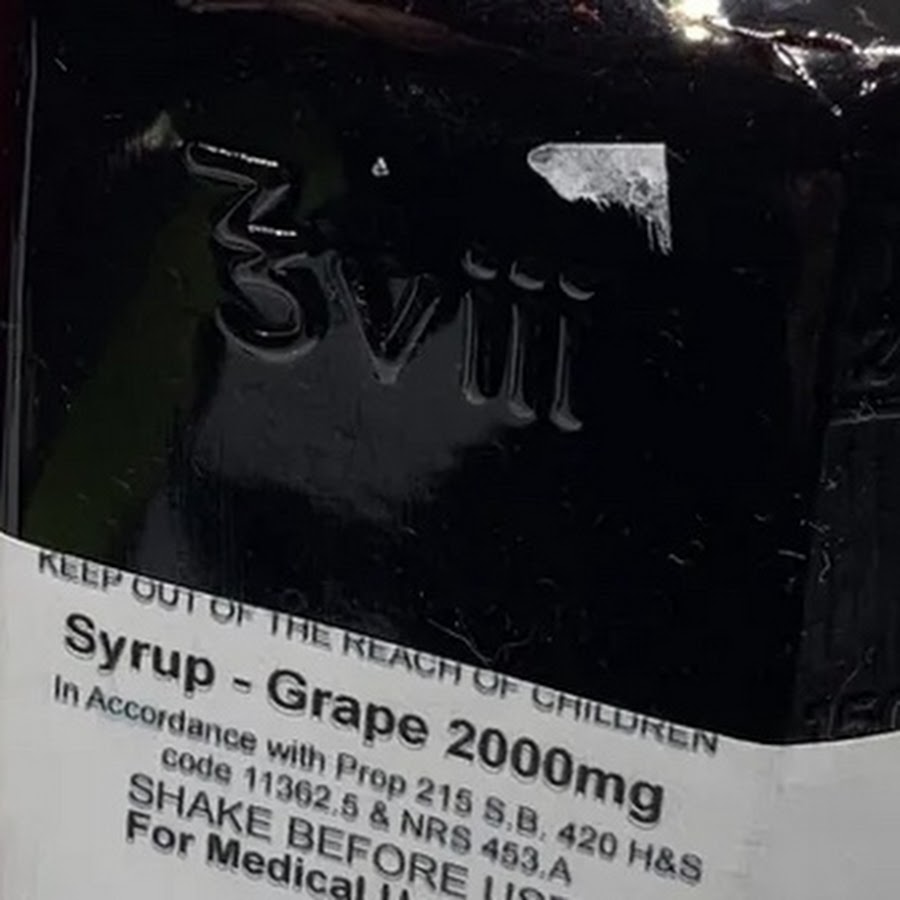 ℥viii
KEEP OUT OF THE REACH OF CHILDREN
Syrup - Grape 2000mg
In Accordance with Prop 215 S.B. 420 H&S
code 11362.5 & NRS 453.A
SHAKE BEFORE
For Medical